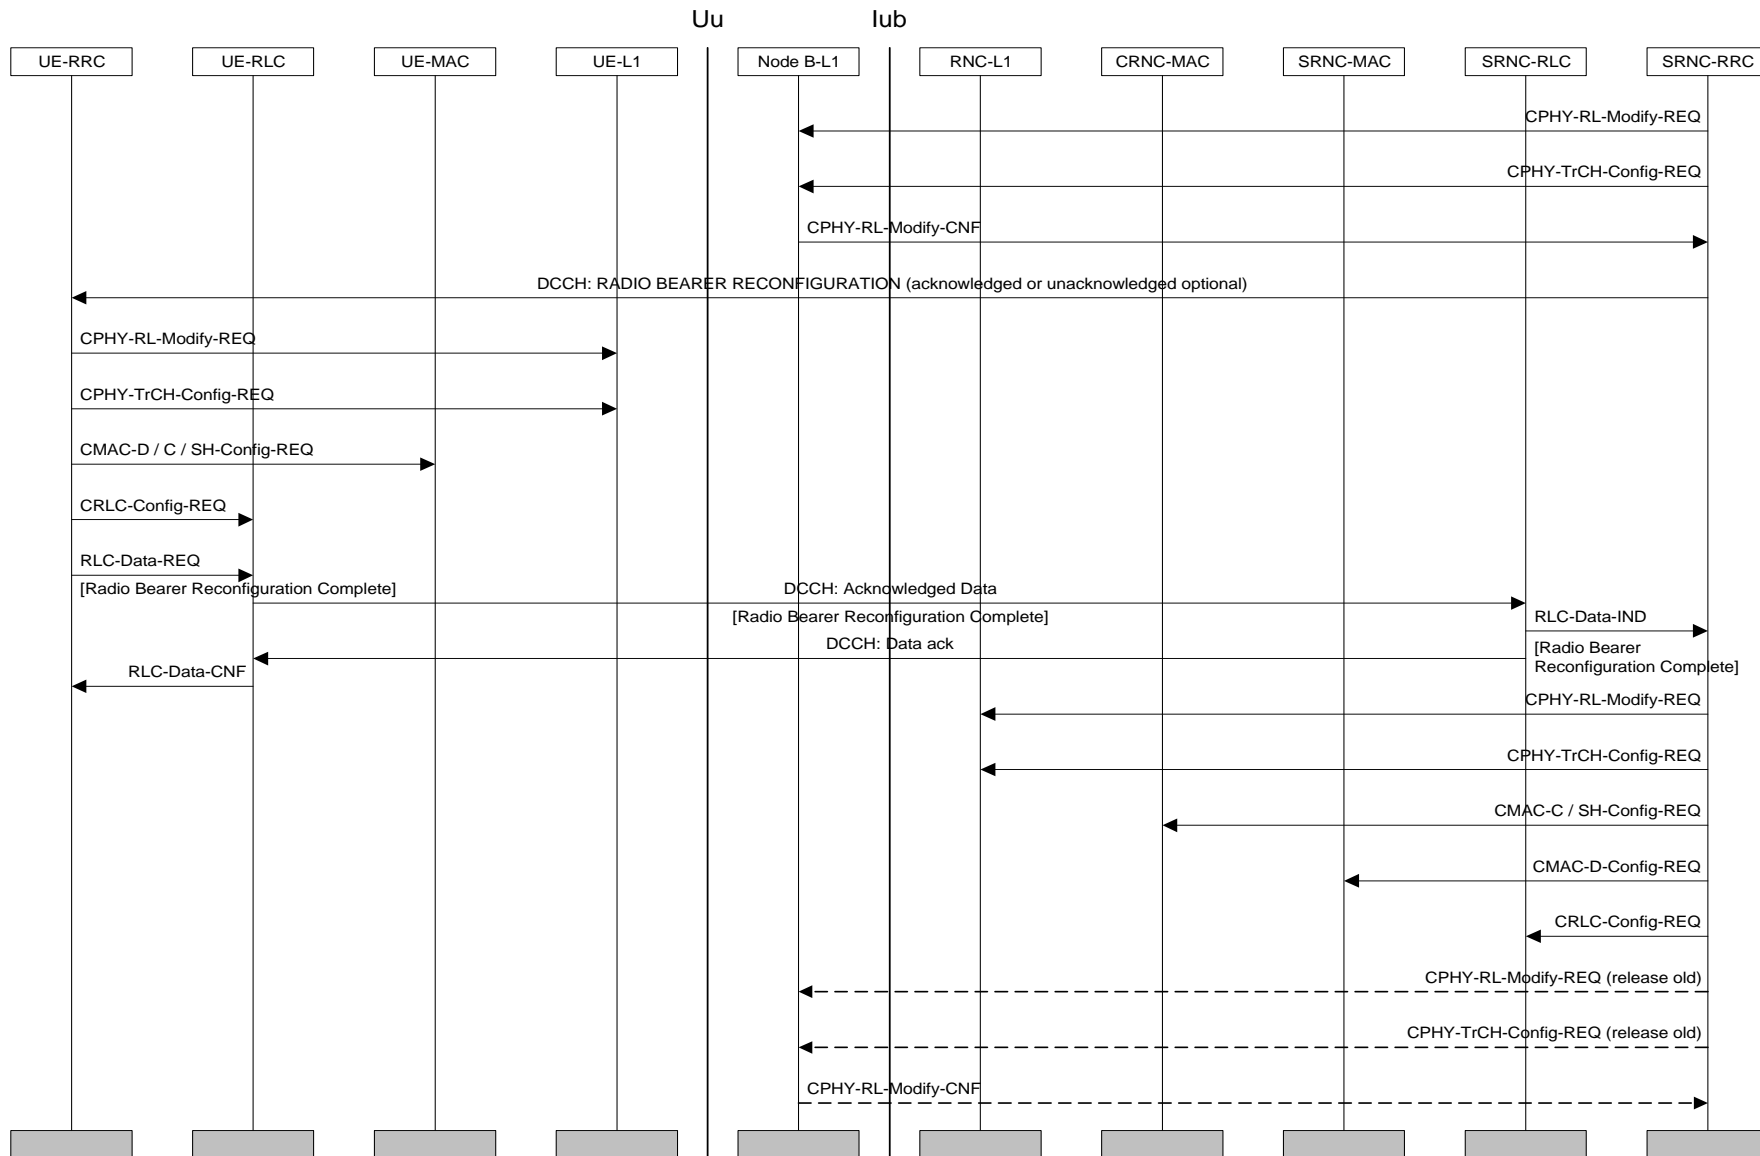 Uu
Iub
UE-RRC
UE-RLC
UE-MAC
UE-L1
Node B-L1
RNC-L1
CRNC-MAC
SRNC-MAC
SRNC-RLC
SRNC-RRC
CPHY-RL-Modify-REQ
CPHY-TrCH-Config-REQ
CPHY-RL-Modify-CNF
DCCH: RADIO BEARER RECONFIGURATION (acknowledged or unacknowledged optional)
CPHY-RL-Modify-REQ
CPHY-TrCH-Config-REQ
CMAC-D / C / SH-Config-REQ
CRLC-Config-REQ
RLC-Data-REQ
[Radio Bearer Reconfiguration Complete]
DCCH: Acknowledged Data
[Radio Bearer Reconfiguration Complete]
RLC-Data-IND
DCCH: Data ack
[Radio Bearer
Reconfiguration Complete]
RLC-Data-CNF
CPHY-RL-Modify-REQ
CPHY-TrCH-Config-REQ
CMAC-C / SH-Config-REQ
CMAC-D-Config-REQ
CRLC-Config-REQ
CPHY-RL-Modify-REQ (release old)
CPHY-TrCH-Config-REQ (release old)
CPHY-RL-Modify-CNF